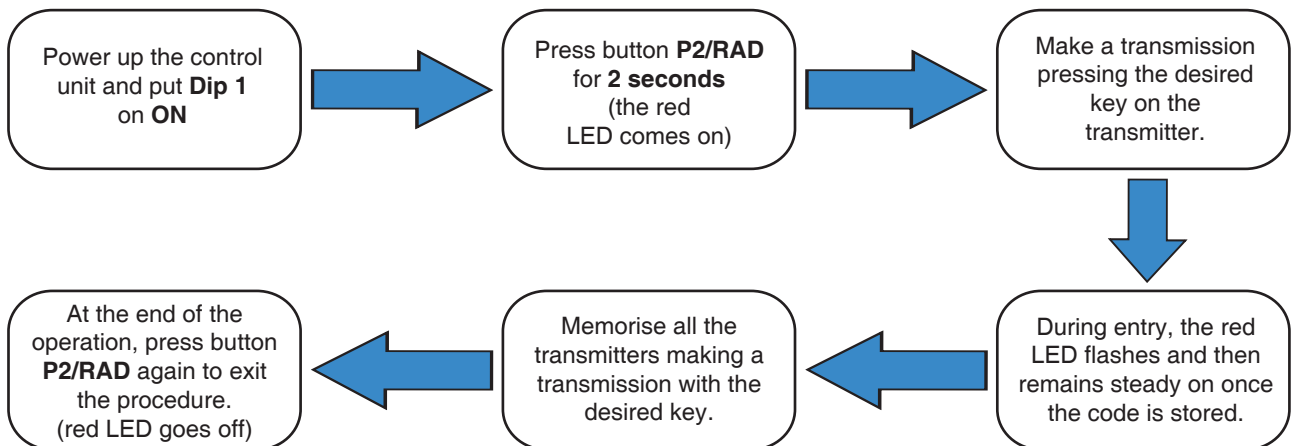 Power up the control
unit and put Dip 1
on ON
Press button P2/RAD
for 2 seconds
(the red
LED comes on)
Make a transmission
pressing the desired
key on the
transmitter.
During entry, the red
LED flashes and then
remains steady on once
the code is stored.
Memorise all the
transmitters making a
transmission with the
desired key.
At the end of the
operation, press button
P2/RAD again to exit
the procedure.
(red LED goes off)